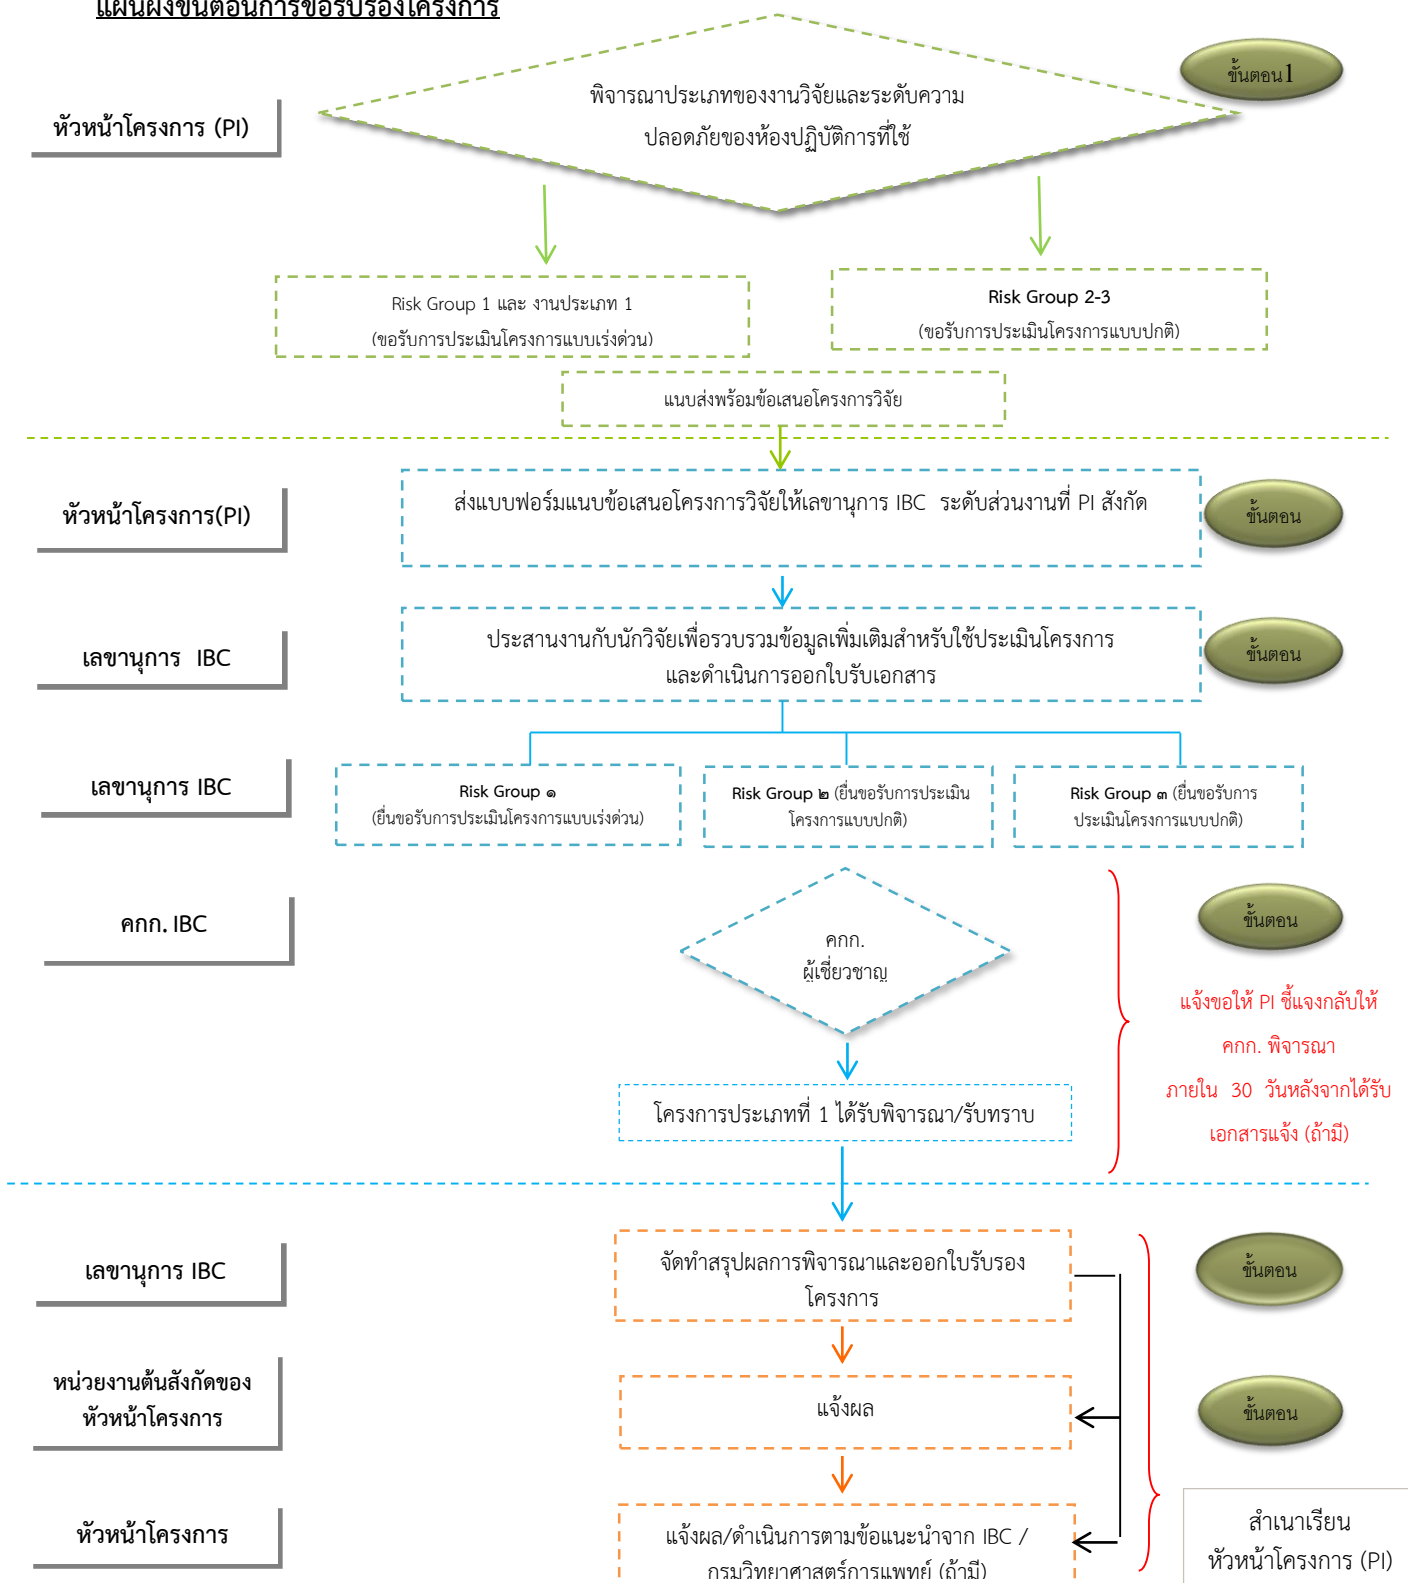 แผนผังขั้นตอนการขอรับรองโครงการ
ขั้นตอน1
หัวหน้าโครงการ (PI)
พิจารณาประเภทของงานวิจัยและระดับความ
ปลอดภัยของห้องปฏิบัติการที่ใช้
Risk Group 1 และ งานประเภท 1
(ขอรับการประเมินโครงการแบบเร่งด่วน)
Risk Group 2-3
(ขอรับการประเมินโครงการแบบปกติ)
แนบส่งพร้อมข้อเสนอโครงการวิจัย
หัวหน้าโครงการ(PI)
ส่งแบบฟอร์มแนบข้อเสนอโครงการวิจัยให้เลขานุการ IBC ระดับส่วนงานที่ PI สังกัด
ขั้นตอน
เลขานุการ IBC
ประสานงานกับนักวิจัยเพื่อรวบรวมข้อมูลเพิ่มเติมสำหรับใช้ประเมินโครงการ
และดำเนินการออกใบรับเอกสาร
ขั้นตอน
เลขานุการ IBC
Risk Group ๑
(ยื่นขอรับการประเมินโครงการแบบเร่งด่วน)
Risk Group ๒ (ยื่นขอรับการประเมิน
โครงการแบบปกติ)
Risk Group ๓ (ยื่นขอรับการ
ประเมินโครงการแบบปกติ)
คกก. IBC
คกก.
ผู้เชี่ยวชาญ
ขั้นตอน
แจ้งขอให้ PI ชี้แจงกลับให้
คกก. พิจารณา
ภายใน 30 วันหลังจากได้รับ
เอกสารแจ้ง (ถ้ามี)
โครงการประเภทที่ 1 ได้รับพิจารณา/รับทราบ
เลขานุการ IBC
จัดทำสรุปผลการพิจารณาและออกใบรับรอง
โครงการ
ขั้นตอน
หน่วยงานต้นสังกัดของ
หัวหน้าโครงการ
แจ้งผล
ขั้นตอน
หัวหน้าโครงการ
แจ้งผล/ดำเนินการตามข้อแนะนำจาก IBC /
กรมวิทยาศาสตร์การแพทย์ (ถ้ามี)
สำเนาเรียน
หัวหน้าโครงการ (PI)